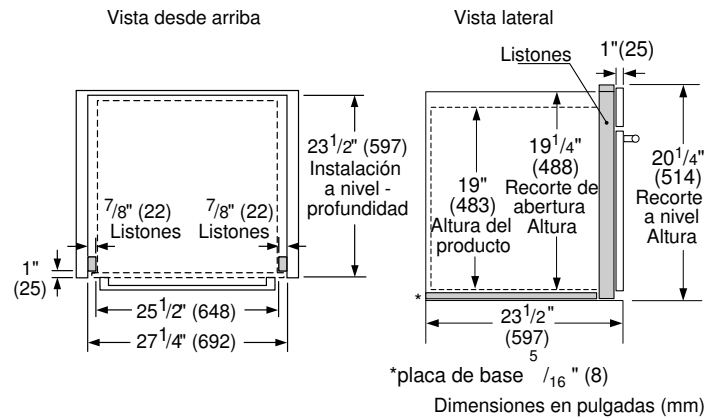 Vista desde arriba
Vista lateral
Listones
1"(25)
23 1/2" (597)
Instalación
a nivel -
profundidad
7/8" (22)
Listones
7/8" (22)
Listones
1"
(25)
25 1/2" (648)
27 1/4" (692)
19"
(483)
Altura del
producto
19 1/4"
(488)
Recorte de
abertura
Altura
20 1/4"
(514)
Recorte
a nivel
Altura
*
23 1/2"
(597)
*placa de base 5/16 " (8)
Dimensiones en pulgadas (mm)